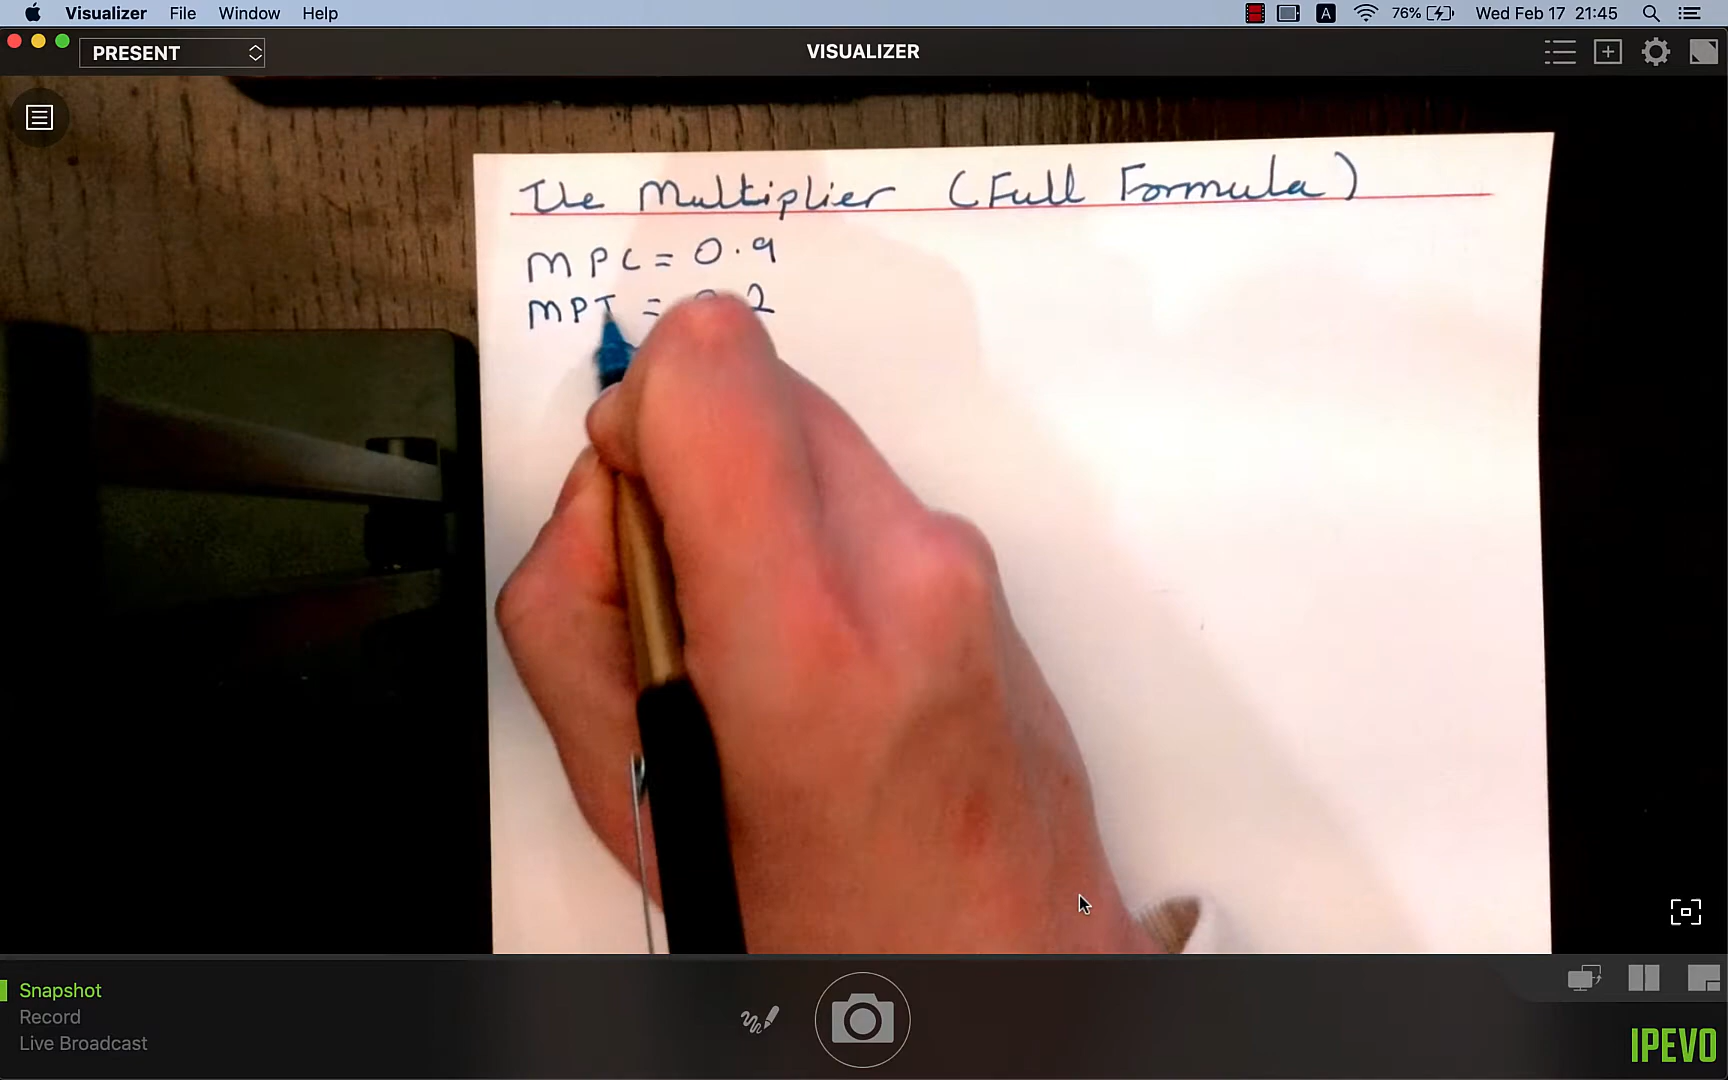 Visualizer File Window Help 76% Wed Feb 17 21:45
PRESENT VISUALIZER
The Multiplier (Full Formula)
MPC = 0.9
MPT = 2
Snapshot
Record
Live Broadcast
IPEVO